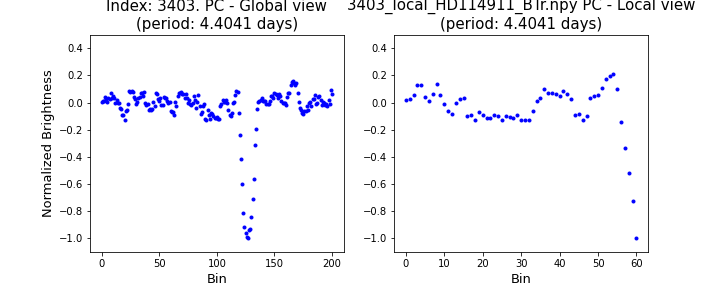 Index: 3403. PC - Global view
(period: 4.4041 days)
3403_local_HD114911_BTr.npy PC - Local view
(period: 4.4041 days)
Normalized Brightness
0.4
0.2
0.0
−0.2
−0.4
−0.6
−0.8
−1.0
0 50 100 150 200
Bin
0.4
0.2
0.0
−0.2
−0.4
−0.6
−0.8
−1.0
0 10 20 30 40 50 60
Bin